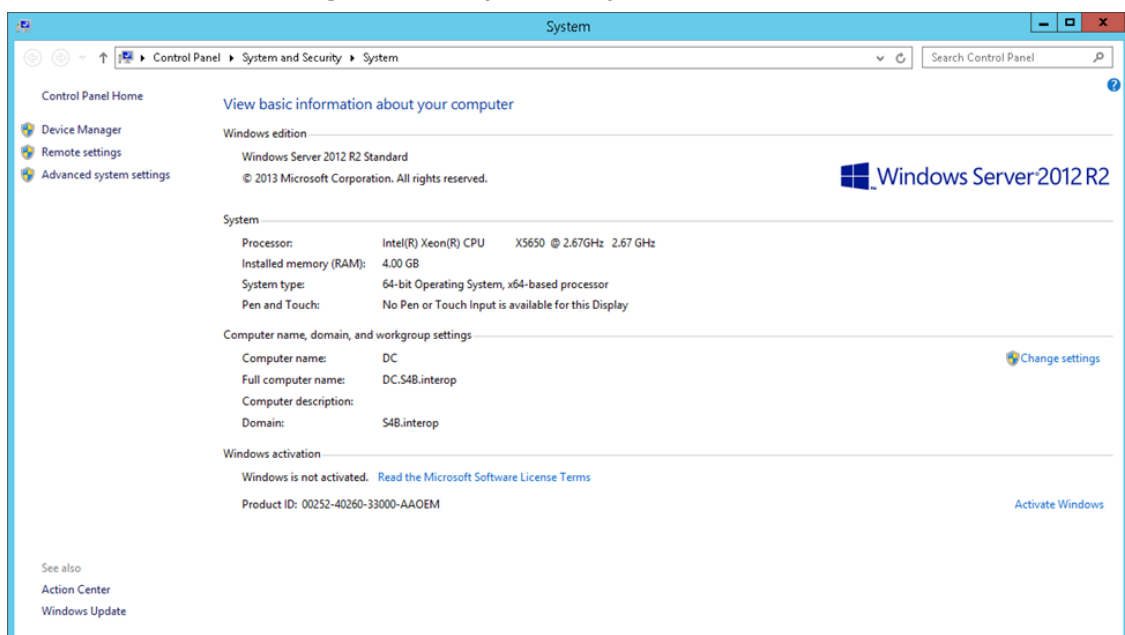 System
Control Panel ▸ System and Security ▸ System
Search Control Panel
Control Panel Home
Device Manager
Remote settings
Advanced system settings
View basic information about your computer
Windows edition
Windows Server 2012 R2 Standard
© 2013 Microsoft Corporation. All rights reserved.
Windows Server 2012 R2
System
Processor: Intel(R) Xeon(R) CPU X5650 @ 2.67GHz 2.67 GHz
Installed memory (RAM): 4.00 GB
System type: 64-bit Operating System, x64-based processor
Pen and Touch: No Pen or Touch Input is available for this Display
Computer name, domain, and workgroup settings
Computer name: DC Change settings
Full computer name: DC.S4B.interop
Computer description:
Domain: S4B.interop
Windows activation
Windows is not activated. Read the Microsoft Software License Terms
Product ID: 00252-40260-33000-AAOEM Activate Windows
See also
Action Center
Windows Update